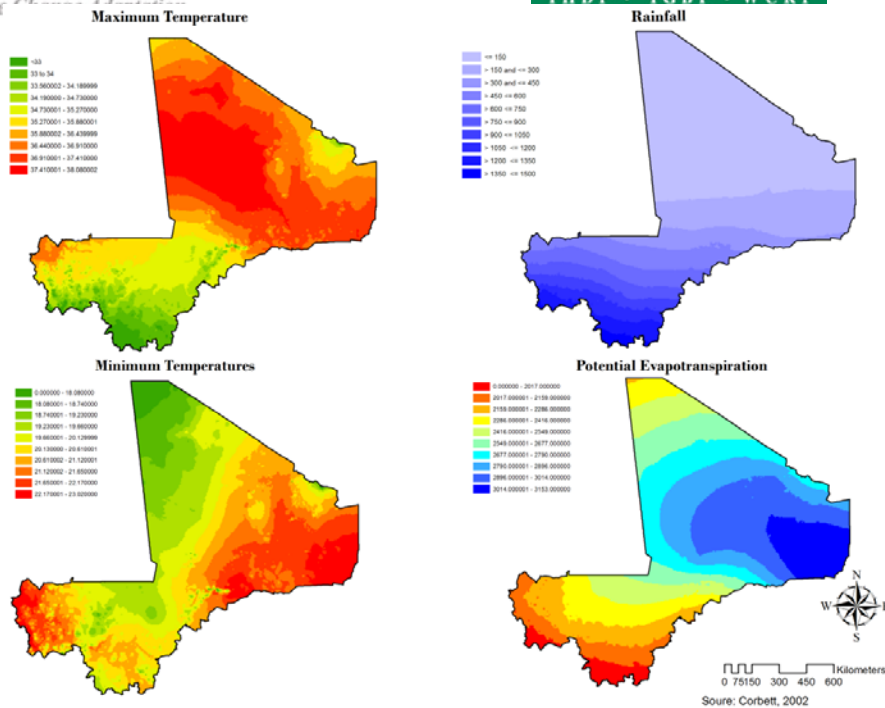 Change Adaptation
Maximum Temperature
<33
33 to 34
33.560002 - 34.189999
34.190000 - 34.730000
34.730001 - 35.270000
35.270001 - 35.880001
35.880002 - 36.439999
36.440000 - 36.910000
36.910001 - 37.410000
37.410001 - 38.080002
Rainfall
<= 150
> 150 and <= 300
> 300 and <= 450
> 450 <= 600
> 600 <= 750
> 750 <= 900
> 900 <= 1050
> 1050 <= 1200
> 1200 <= 1350
> 1350 <= 1500
Minimum Temperatures
0.000000 - 18.080000
18.080001 - 18.740000
18.740001 - 19.230000
19.230001 - 19.660000
19.660001 - 20.129999
20.130000 - 20.610001
20.610002 - 21.120000
21.120002 - 21.650000
21.650001 - 22.170000
22.170001 - 23.020000
Potential Evapotranspiration
0.000000 - 2017.000000
2017.000001 - 2159.000000
2159.000001 - 2286.000000
2286.000001 - 2416.000000
2416.000001 - 2549.000000
2549.000001 - 2677.000000
2677.000001 - 2790.000000
2790.000001 - 2896.000000
2896.000001 - 3014.000000
3014.000001 - 3153.000000
N
W E
S
Kilometers
0 75150 300 450 600
Soure: Corbett, 2002